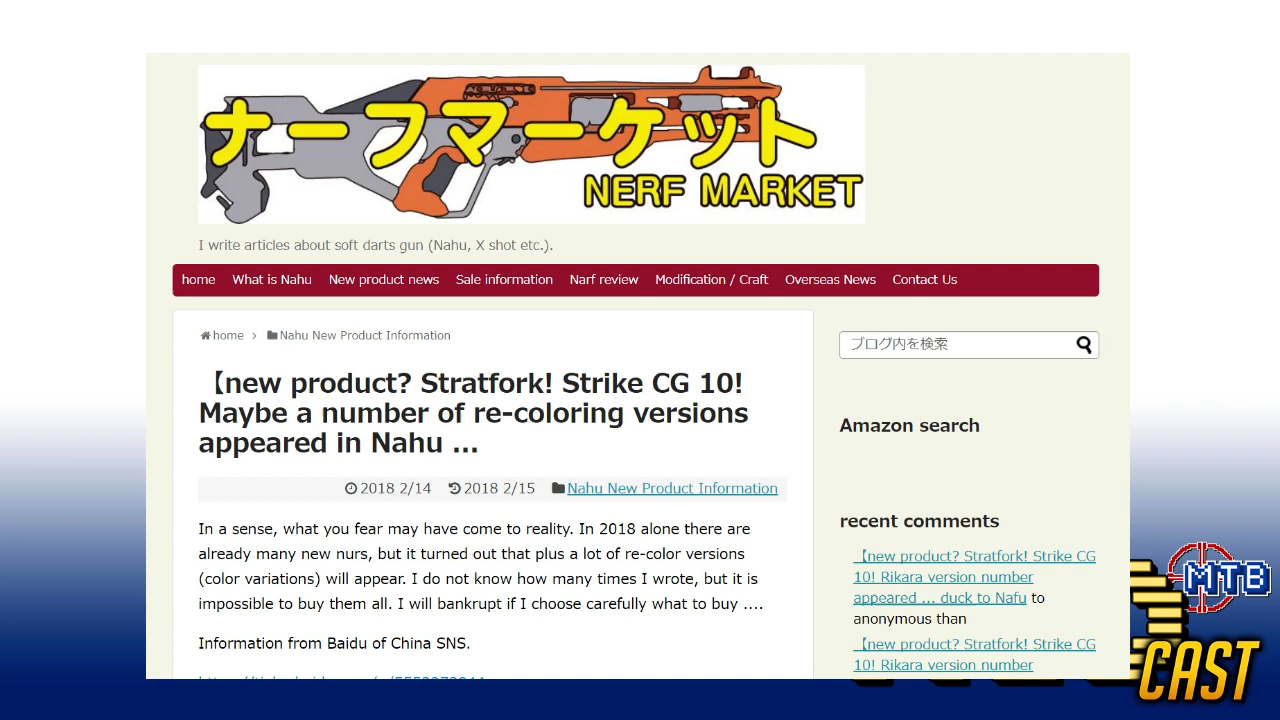 ナーフマーケット
NERF MARKET
I write articles about soft darts gun (Nahu, X shot etc.).
home What is Nahu New product news Sale information Narf review Modification / Craft Overseas News Contact Us
home > Nahu New Product Information
【new product? Stratfork! Strike CG 10!
Maybe a number of re-coloring versions
appeared in Nahu ...
2018 2/14 2018 2/15 Nahu New Product Information
In a sense, what you fear may have come to reality. In 2018 alone there are
already many new nurs, but it turned out that plus a lot of re-color versions
(color variations) will appear. I do not know how many times I wrote, but it is
impossible to buy them all. I will bankrupt if I choose carefully what to buy ....
Information from Baidu of China SNS.
ブログ内を検索
Amazon search
recent comments
【new product? Stratfork! Strike CG
10! Rikara version number
appeared ... duck to Nafu to
anonymous than
【new product? Stratfork! Strike CG
10! Rikara version number
MTB
CAST